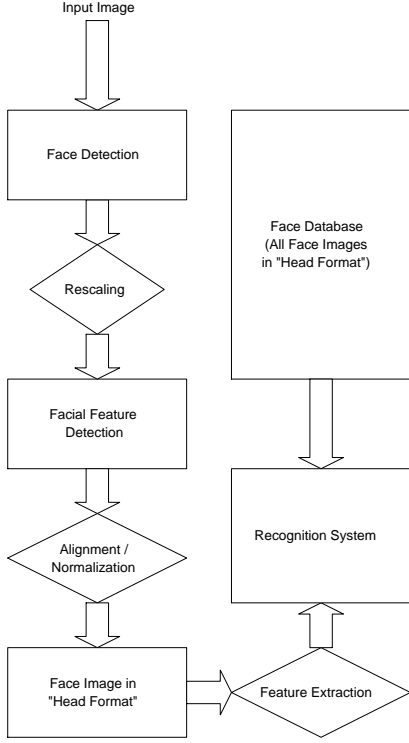 Input Image
Face Detection
Rescaling
Facial Feature
Detection
Alignment /
Normalization
Face Image in
"Head Format"
Feature Extraction
Recognition System
Face Database
(All Face Images
in "Head Format")